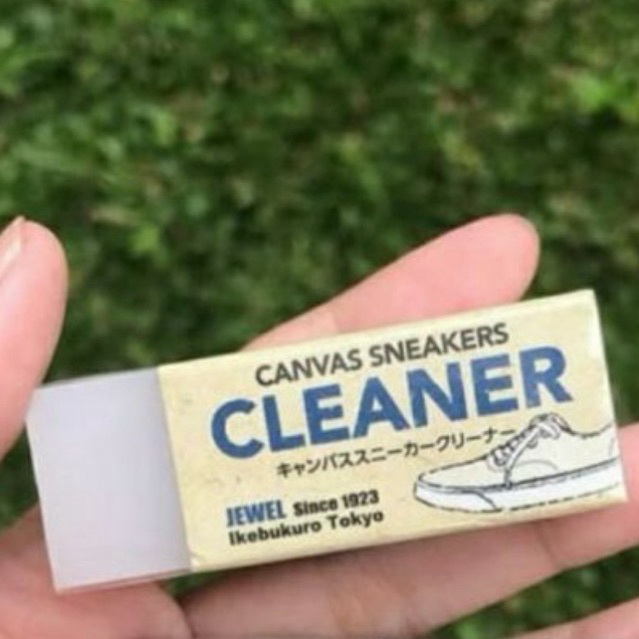 CANVAS SNEAKERS
CLEANER
キャンバススニーカークリーナー
JEWEL Since 1923
Ikebukuro Tokyo